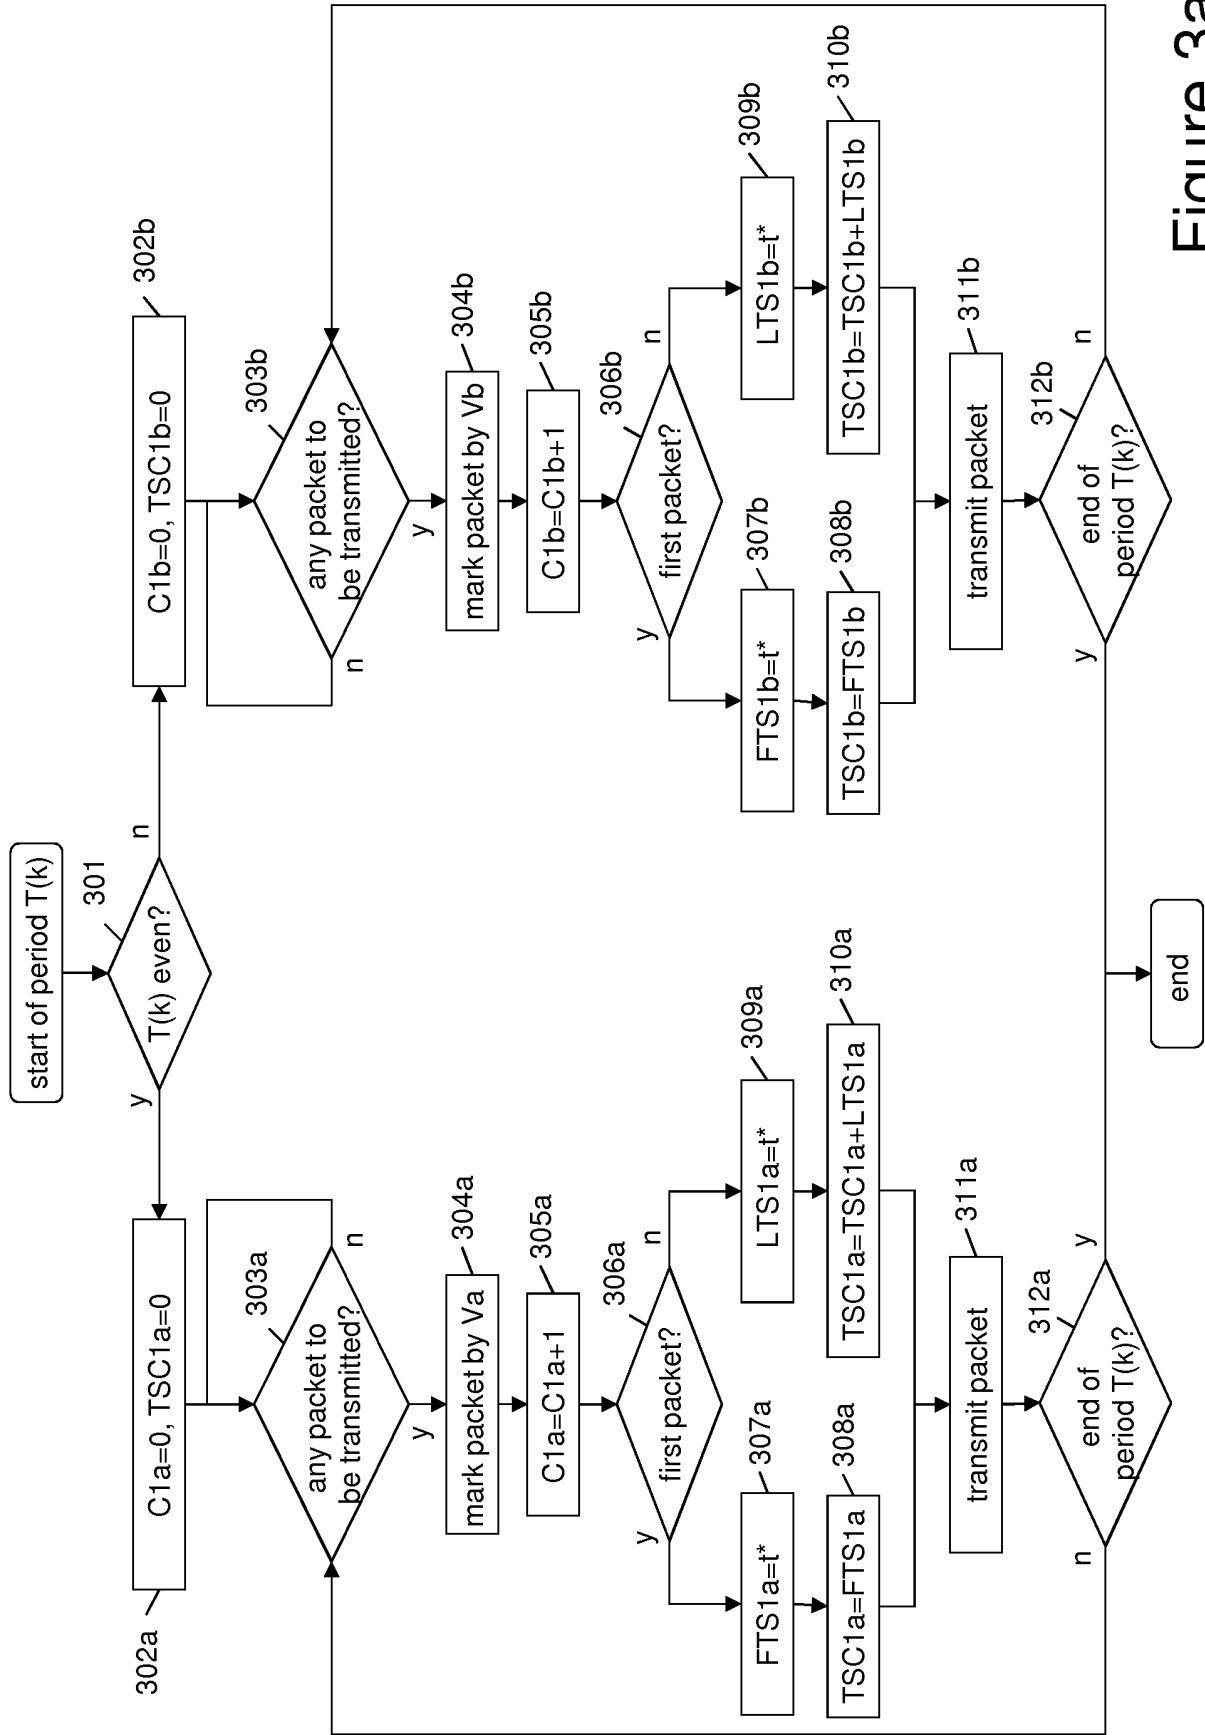 start of period T(k)
301
T(k) even?
y
n
302a
C1a=0, TSC1a=0
C1b=0, TSC1b=0
302b
303a
any packet to
be transmitted?
n
y
303b
any packet to
be transmitted?
n
y
304a
mark packet by Va
304b
mark packet by Vb
305a
C1a=C1a+1
305b
C1b=C1b+1
306a
first packet?
y
n
306b
first packet?
y
n
307a
FTS1a=t*
309a
LTS1a=t*
307b
FTS1b=t*
309b
LTS1b=t*
308a
TSC1a=FTS1a
310a
TSC1a=TSC1a+LTS1a
308b
TSC1b=FTS1b
310b
TSC1b=TSC1b+LTS1b
311a
transmit packet
311b
transmit packet
312a
end of
period T(k)?
n
y
312b
end of
period T(k)?
y
n
end
Figure 3a